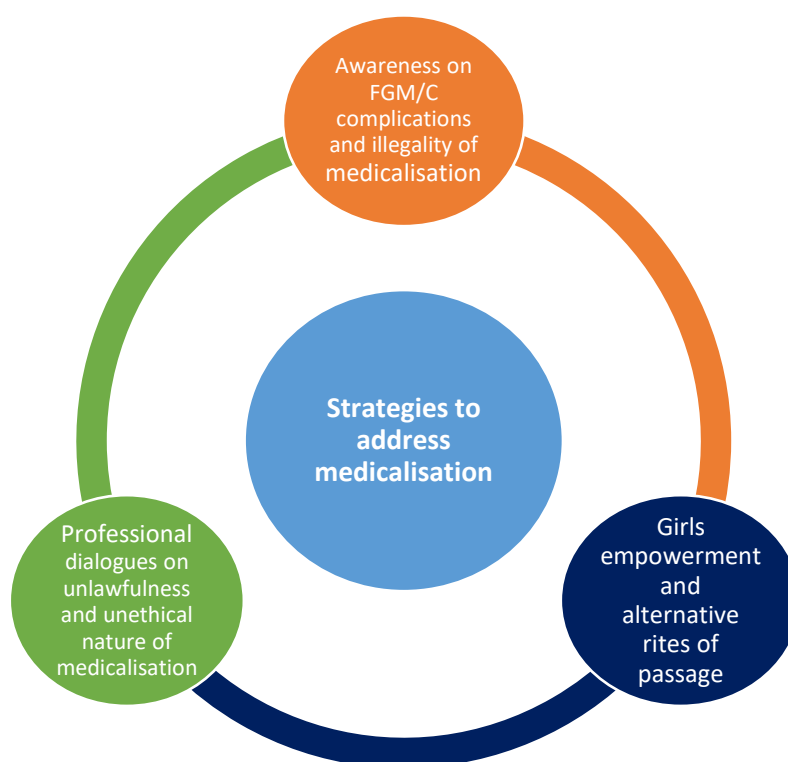 Awareness on
FGM/C
complications
and illegality of
medicalisation
Strategies to
address
medicalisation
Professional
dialogues on
unlawfulness
and unethical
nature of
medicalisation
Girls
empowerment
and
alternative
rites of
passage